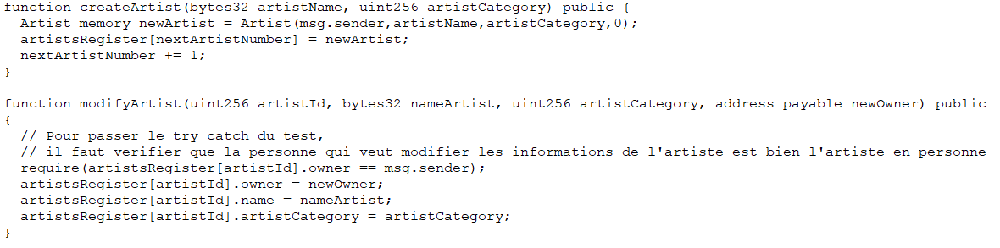 function createArtist(bytes32 artistName, uint256 artistCategory) public {
  Artist memory newArtist = Artist(msg.sender,artistName,artistCategory,0);
  artistsRegister[nextArtistNumber] = newArtist;
  nextArtistNumber += 1;
}

function modifyArtist(uint256 artistId, bytes32 nameArtist, uint256 artistCategory, address payable newOwner) public
{
  // Pour passer le try catch du test,
  // il faut verifier que la personne qui veut modifier les informations de l'artiste est bien l'artiste en personne
  require(artistsRegister[artistId].owner == msg.sender);
  artistsRegister[artistId].owner = newOwner;
  artistsRegister[artistId].name = nameArtist;
  artistsRegister[artistId].artistCategory = artistCategory;
}